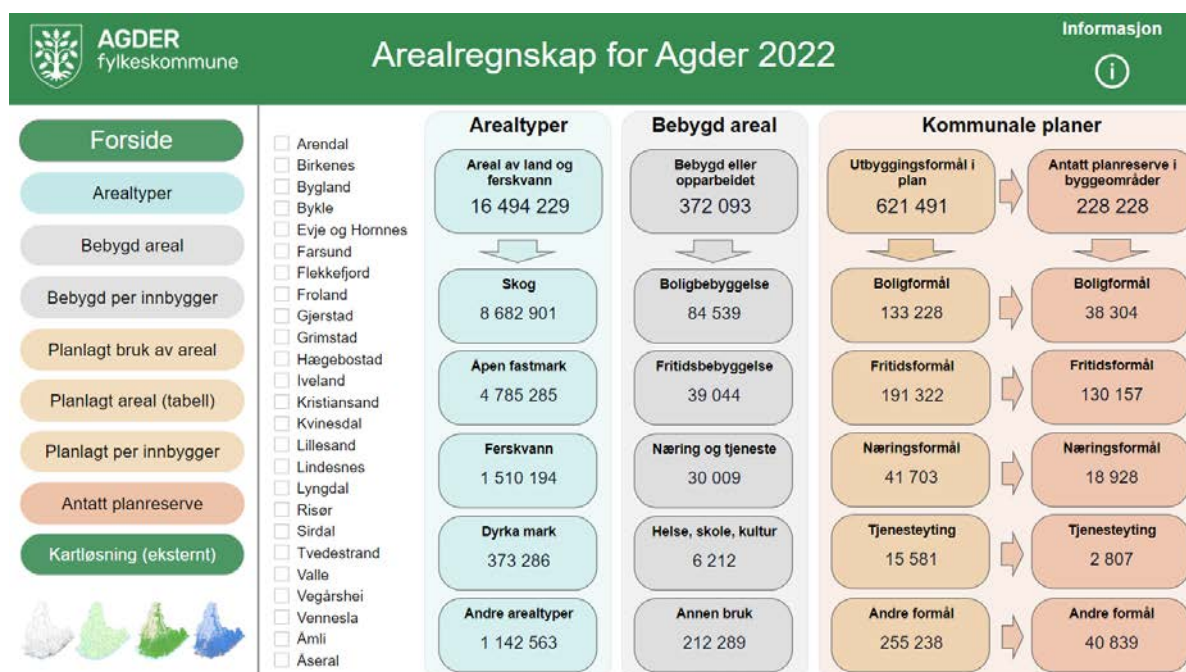 AGDER
fylkeskommune
Arealregnskap for Agder 2022
Informasjon
i
Forside
Arealtyper
Bebygd areal
Bebygd per innbygger
Planlagt bruk av areal
Planlagt areal (tabell)
Planlagt per innbygger
Antatt planreserve
Kartløsning (eksternt)
Arendal
Birkenes
Bygland
Bykle
Evje og Hornnes
Farsund
Flekkefjord
Froland
Gjerstad
Grimstad
Hægebostad
Iveland
Kristiansand
Kvinesdal
Lillesand
Lindesnes
Lyngdal
Risør
Sirdal
Tvedestrand
Valle
Vegårshei
Vennesla
Åmli
Åseral
Arealtyper
Areal av land og
ferskvann
16 494 229
Skog
8 682 901
Åpen fastmark
4 785 285
Ferskvann
1 510 194
Dyrka mark
373 286
Andre arealtyper
1 142 563
Bebygd areal
Bebygd eller
opparbeidet
372 093
Boligbebyggelse
84 539
Fritidsbebyggelse
39 044
Næring og tjeneste
30 009
Helse, skole, kultur
6 212
Annen bruk
212 289
Kommunale planer
Utbyggingsformål i
plan
621 491
Antatt planreserve i
byggeområder
228 228
Boligformål
133 228
Boligformål
38 304
Fritidsformål
191 322
Fritidsformål
130 157
Næringsformål
41 703
Næringsformål
18 928
Tjenesteyting
15 581
Tjenesteyting
2 807
Andre formål
255 238
Andre formål
40 839